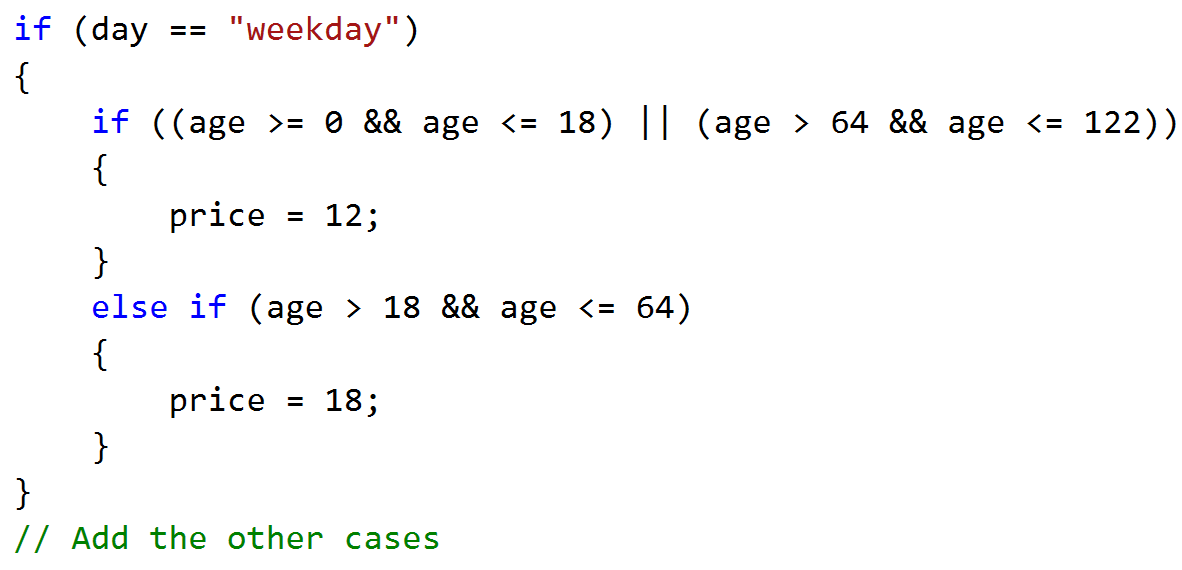 if (day == "weekday")
{
    if ((age >= 0 && age <= 18) || (age > 64 && age <= 122))
    {
        price = 12;
    }
    else if (age > 18 && age <= 64)
    {
        price = 18;
    }
}
// Add the other cases